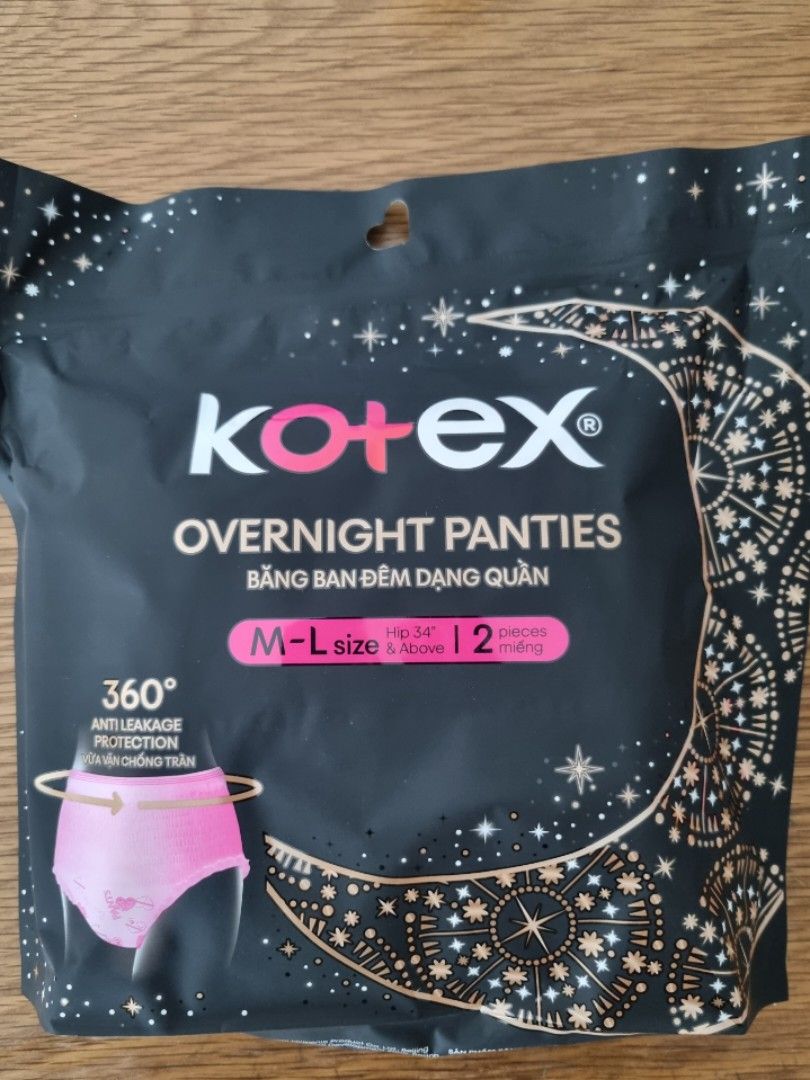 Kotex®
OVERNIGHT PANTIES
BĂNG BAN ĐÊM DẠNG QUẦN
M-L size Hip 34" & Above | 2 pieces miếng
360°
ANTI LEAKAGE
PROTECTION
VỪA VẶN CHỐNG TRÀN